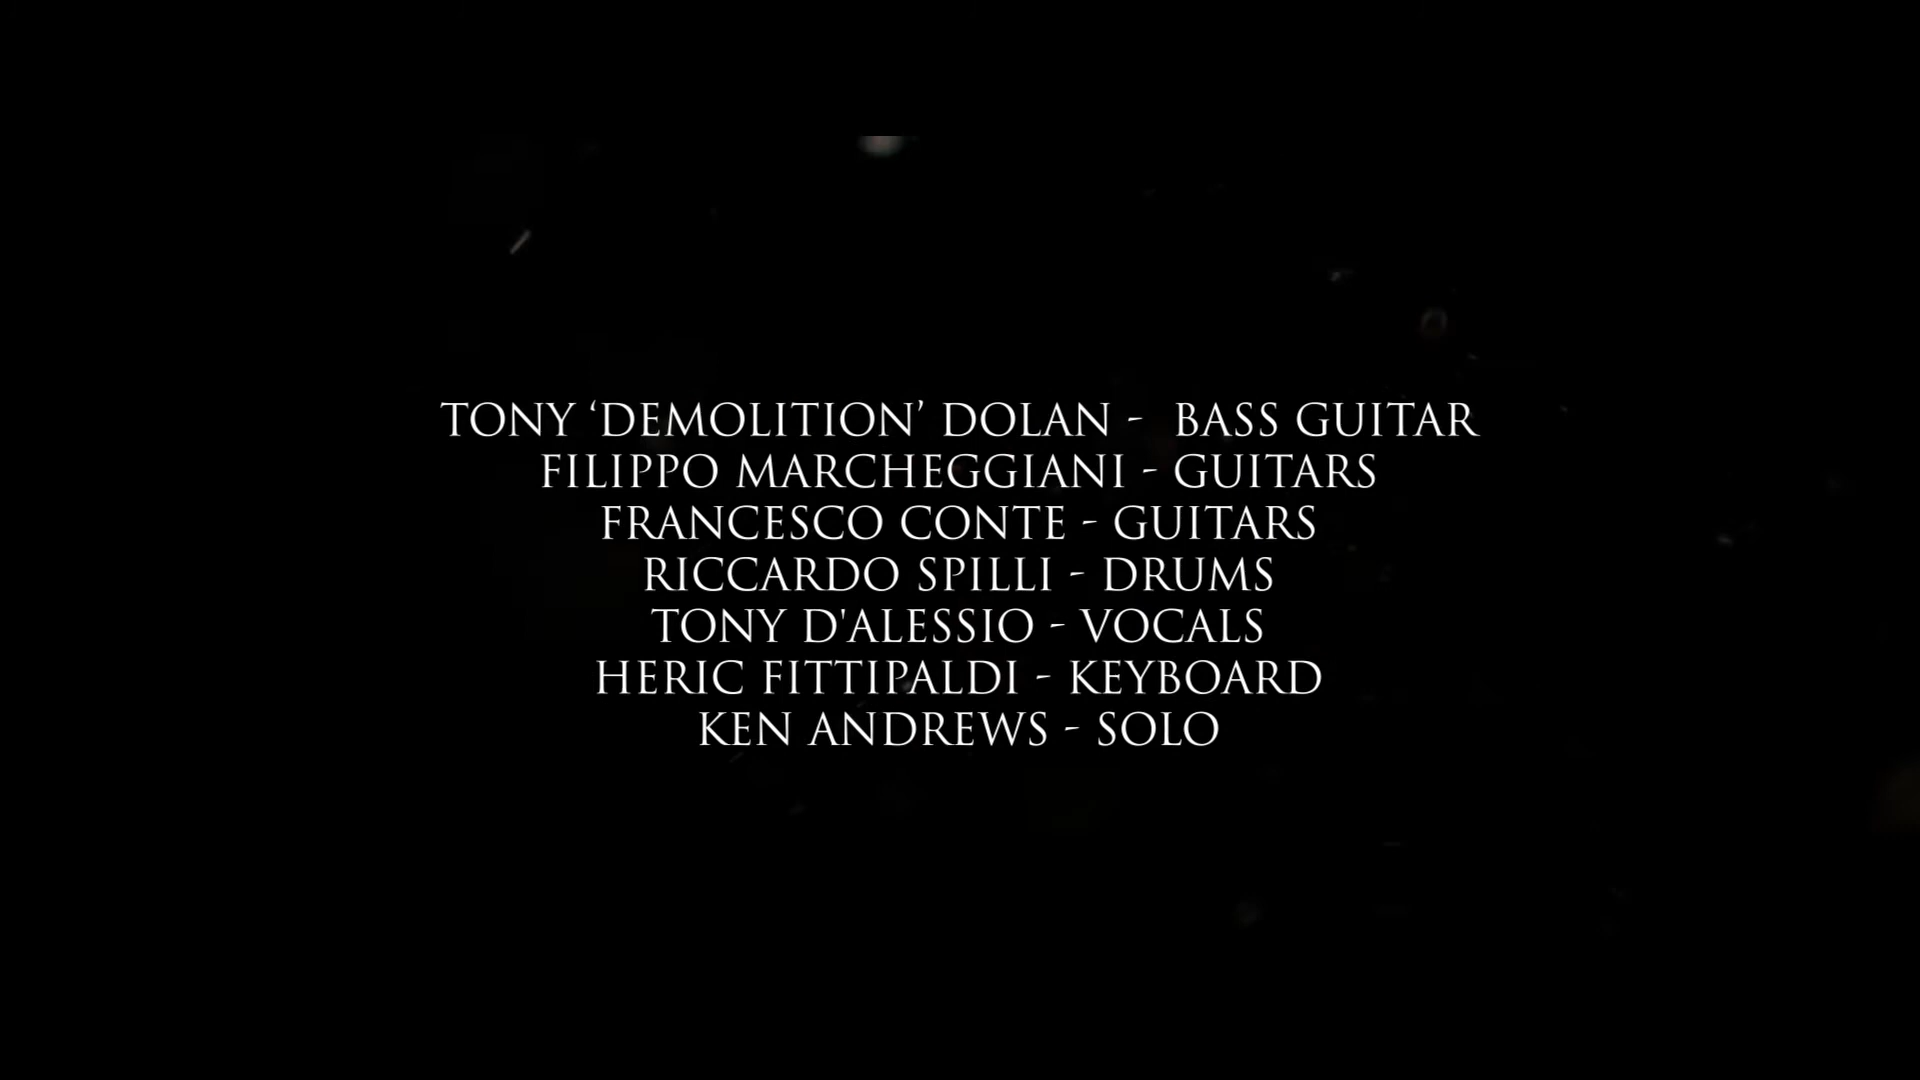 TONY ‘DEMOLITION’ DOLAN -  BASS GUITAR
FILIPPO MARCHEGGIANI - GUITARS
FRANCESCO CONTE - GUITARS
RICCARDO SPILLI - DRUMS
TONY D'ALESSIO - VOCALS
HERIC FITTIPALDI - KEYBOARD
KEN ANDREWS - SOLO